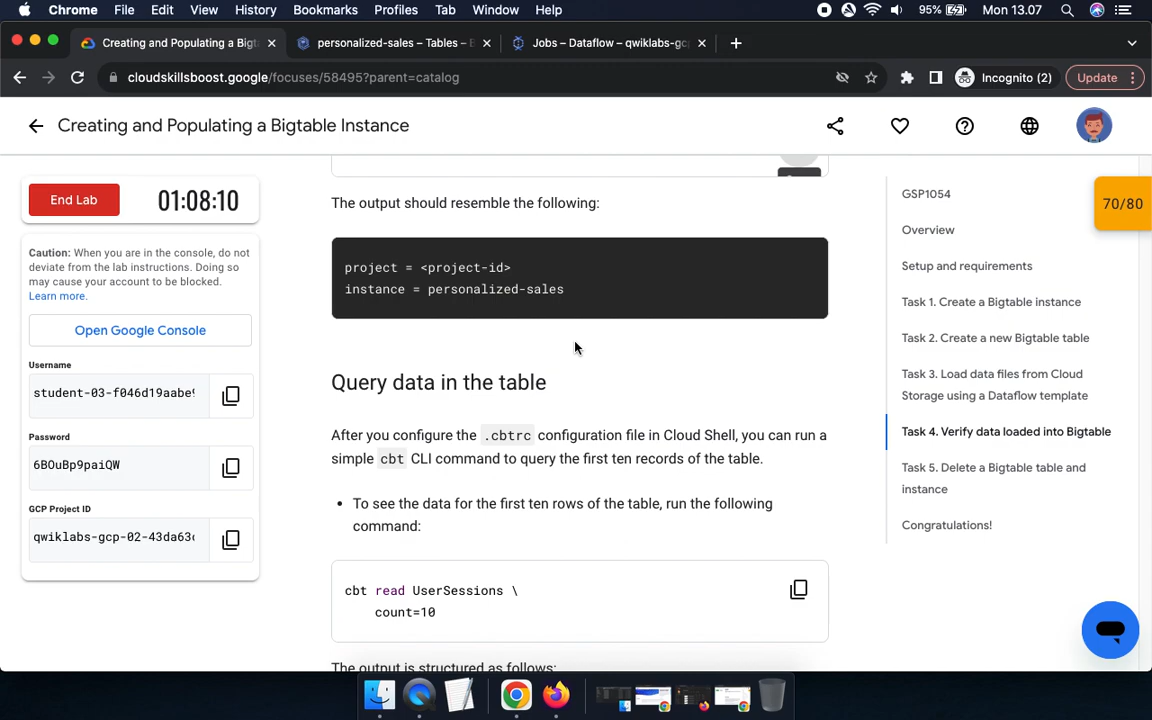 Chrome File Edit View History Bookmarks Profiles Tab Window Help 95% Mon 13.07
Creating and Populating a Bigt
personalized-sales – Tables – B
Jobs – Dataflow – qwiklabs-gc
cloudskillsboost.google/focuses/58495?parent=catalog
Incognito (2)
Update
Creating and Populating a Bigtable Instance
End Lab
01:08:10
Caution: When you are in the console, do not
deviate from the lab instructions. Doing so
may cause your account to be blocked.
Learn more.
Open Google Console
Username
student-03-f046d19aabe9
Password
6BOuBp9paiQW
GCP Project ID
qwiklabs-gcp-02-43da63c
The output should resemble the following:
project = <project-id>
instance = personalized-sales
Query data in the table
After you configure the .cbtrc configuration file in Cloud Shell, you can run a
simple cbt CLI command to query the first ten records of the table.
• To see the data for the first ten rows of the table, run the following
command:
cbt read UserSessions \
count=10
The output is structured as follows:
GSP1054
Overview
Setup and requirements
Task 1. Create a Bigtable instance
Task 2. Create a new Bigtable table
Task 3. Load data files from Cloud
Storage using a Dataflow template
Task 4. Verify data loaded into Bigtable
Task 5. Delete a Bigtable table and
instance
Congratulations!
70/80